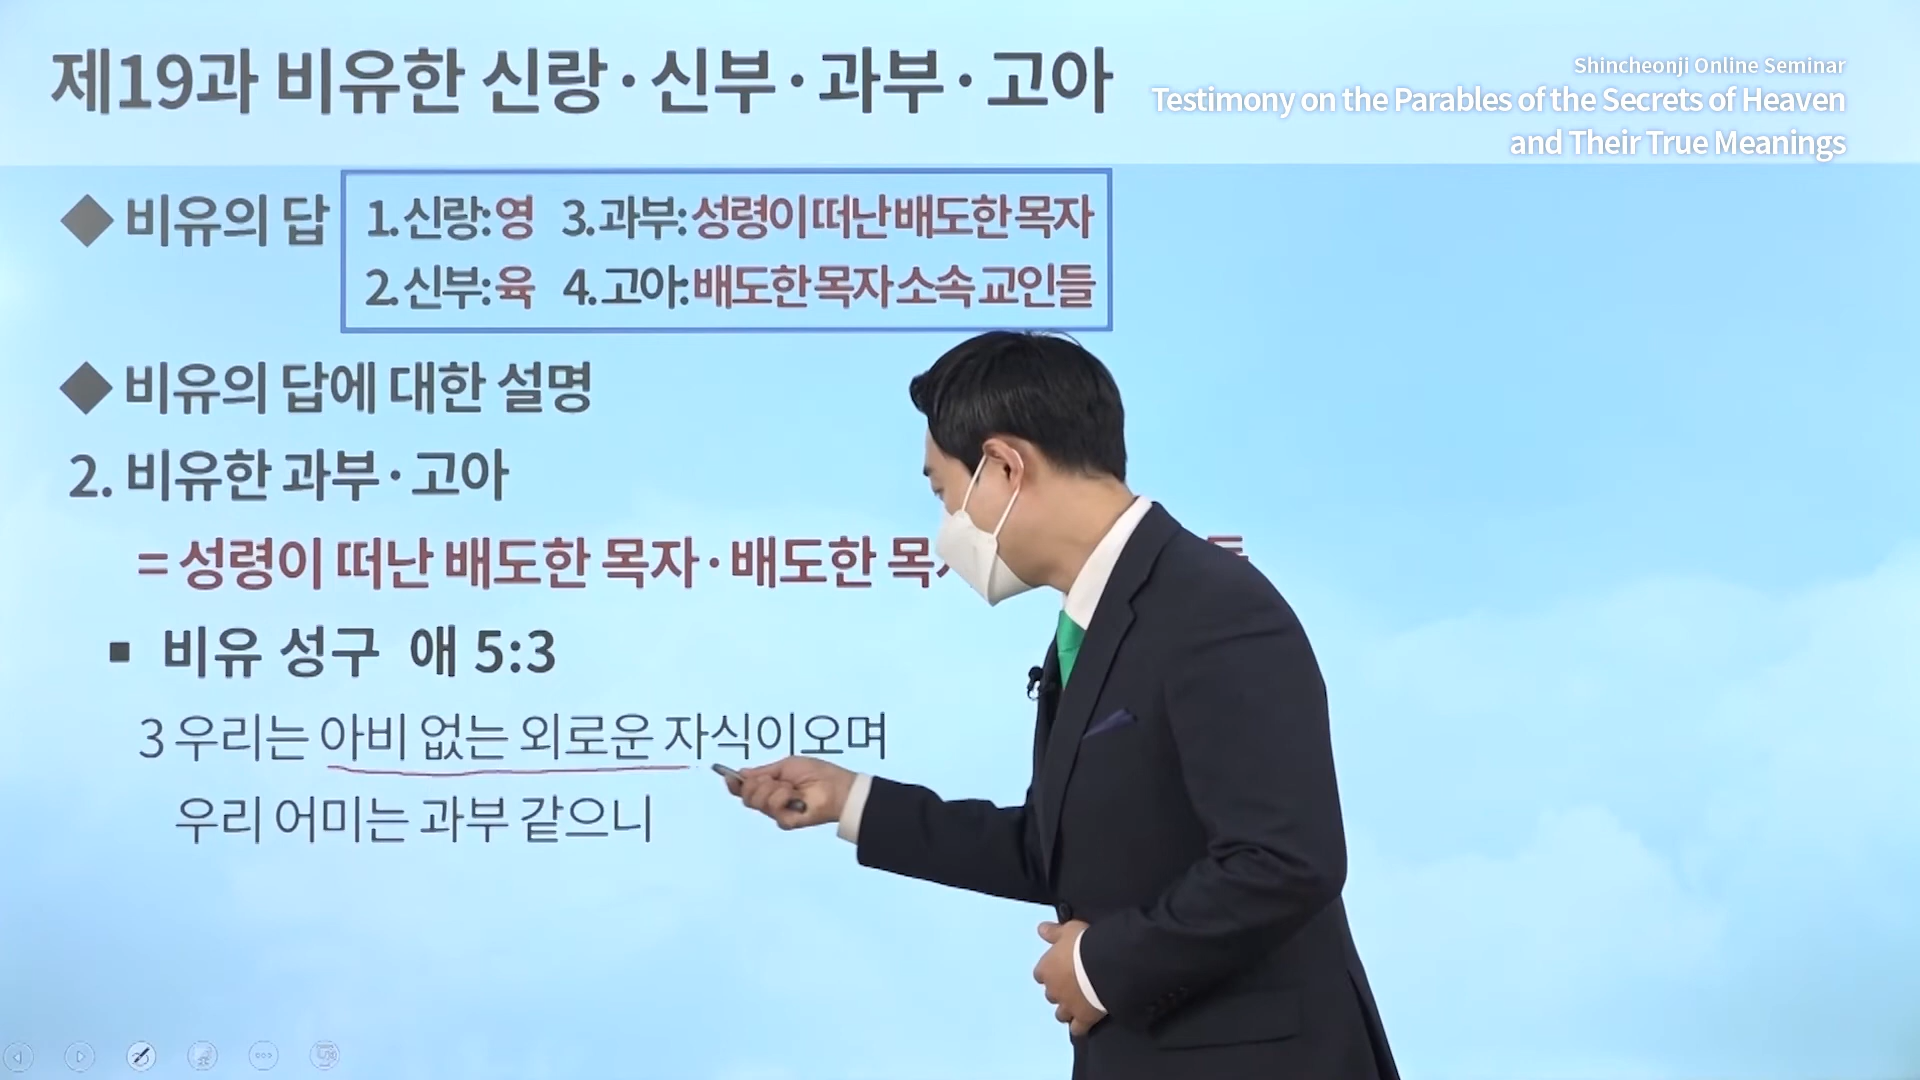 제19과 비유한 신랑·신부·과부·고아
Shincheonji Online Seminar
Testimony on the Parables of the Secrets of Heaven
and Their True Meanings
◆ 비유의 답
1. 신랑: 영 3. 과부: 성령이 떠난 배도한 목자
2. 신부: 육 4. 고아: 배도한 목자 소속 교인들
◆ 비유의 답에 대한 설명
2. 비유한 과부·고아
= 성령이 떠난 배도한 목자·배도한
▪ 비유 성구 애 5:3
3 우리는 아비 없는 외로운 자식이오며
우리 어미는 과부 같으니